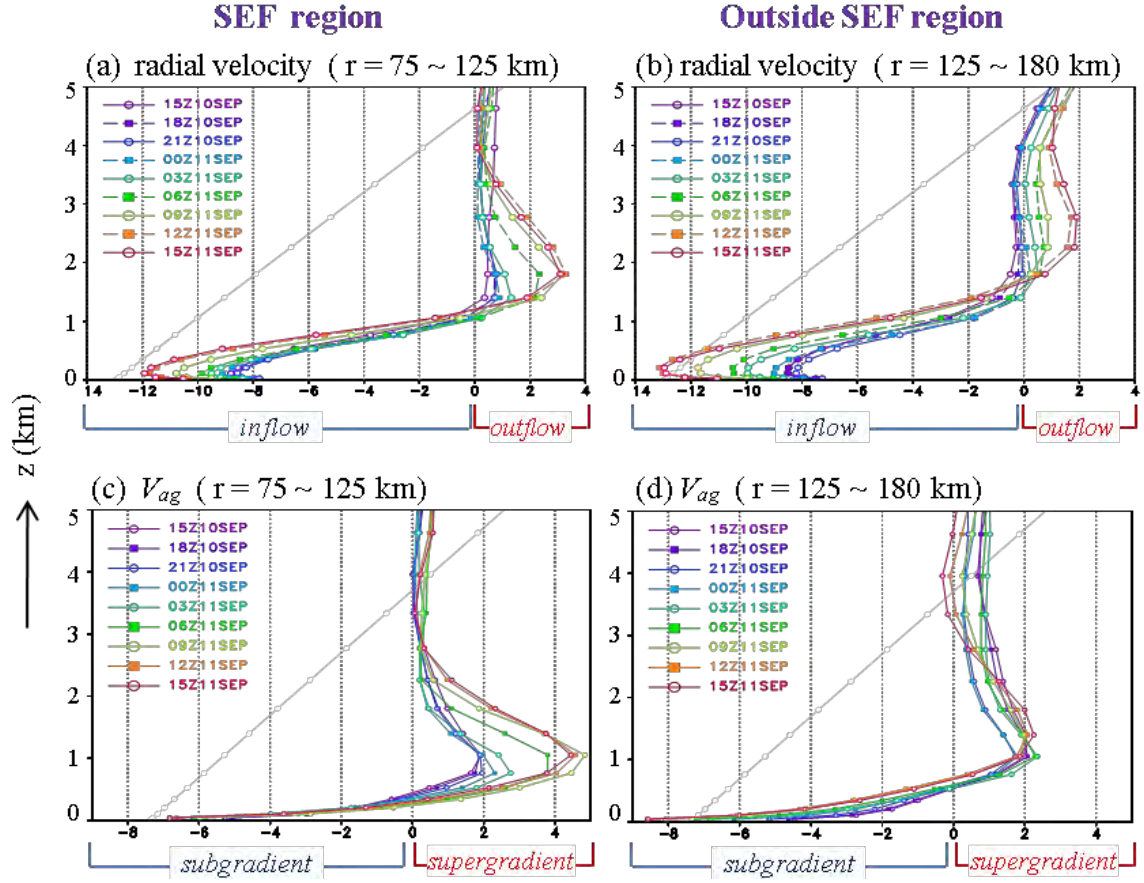 SEF region
Outside SEF region
(a) radial velocity ( r = 75 ~ 125 km)
(b) radial velocity ( r = 125 ~ 180 km)
5
4
3
2
1
0
15Z10SEP
18Z10SEP
21Z10SEP
00Z11SEP
03Z11SEP
06Z11SEP
09Z11SEP
12Z11SEP
15Z11SEP
-14 -12 -10 -8 -6 -4 -2 0 2 4
inflow
outflow
5
4
3
2
1
0
15Z10SEP
18Z10SEP
21Z10SEP
00Z11SEP
03Z11SEP
06Z11SEP
09Z11SEP
12Z11SEP
15Z11SEP
-14 -12 -10 -8 -6 -4 -2 0 2 4
inflow
outflow
z (km)
(c) Vag ( r = 75 ~ 125 km)
(d) Vag ( r = 125 ~ 180 km)
5
4
3
2
1
0
15Z10SEP
18Z10SEP
21Z10SEP
00Z11SEP
03Z11SEP
06Z11SEP
09Z11SEP
12Z11SEP
15Z11SEP
-8 -6 -4 -2 0 2 4
subgradient
supergradient
5
4
3
2
1
0
15Z10SEP
18Z10SEP
21Z10SEP
00Z11SEP
03Z11SEP
06Z11SEP
09Z11SEP
12Z11SEP
15Z11SEP
-8 -6 -4 -2 0 2 4
subgradient
supergradient